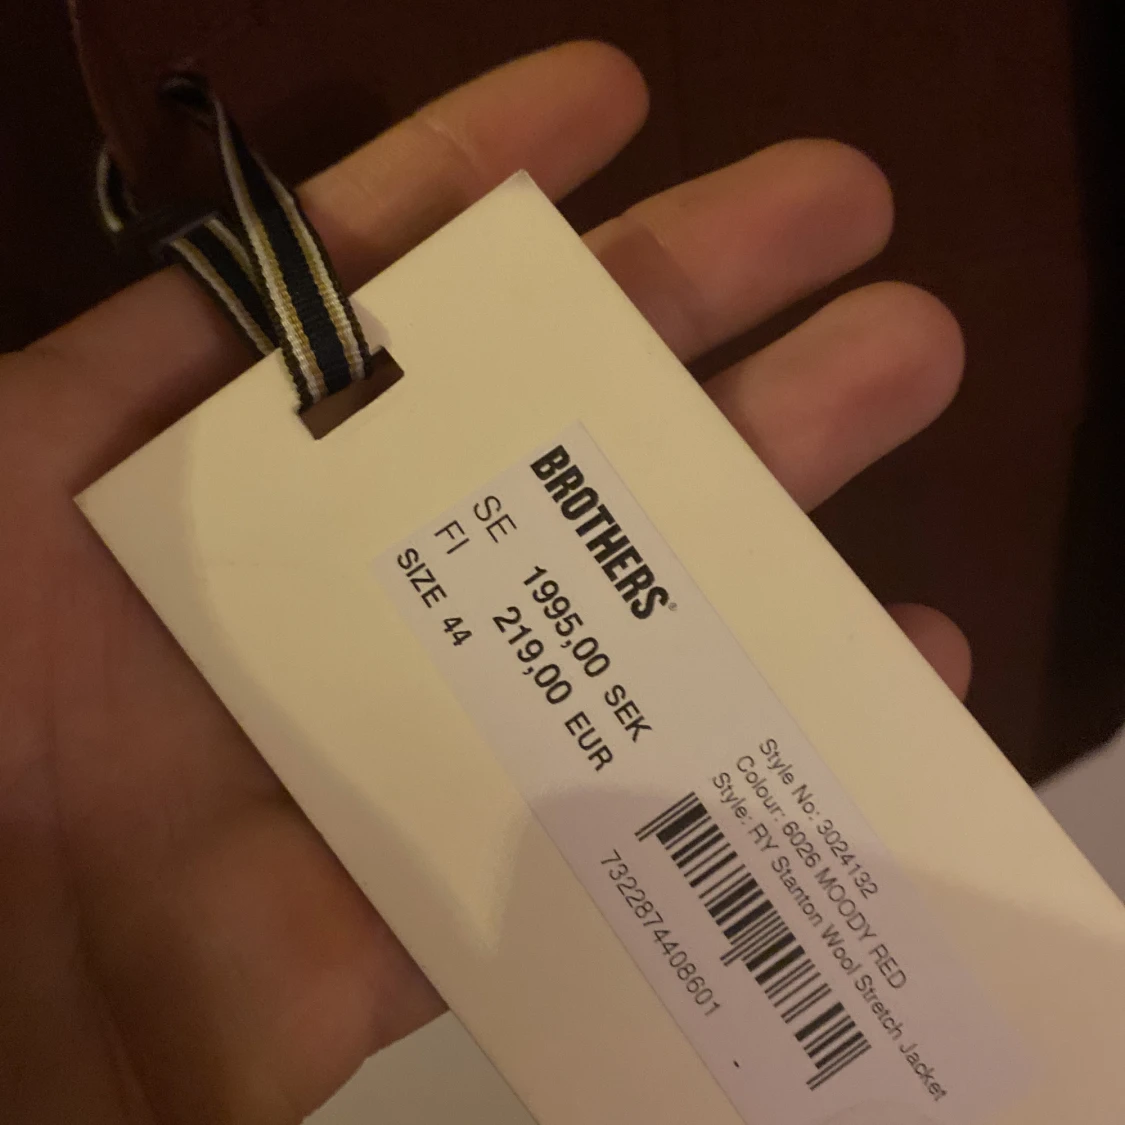 BROTHERS®
SE 1995,00 SEK
FI 219,00 EUR
SIZE 44
Style No: 3024132
Colour: 6026 MOODY RED
Style: RY Stanton Wool Stretch Jacket
7322874408601